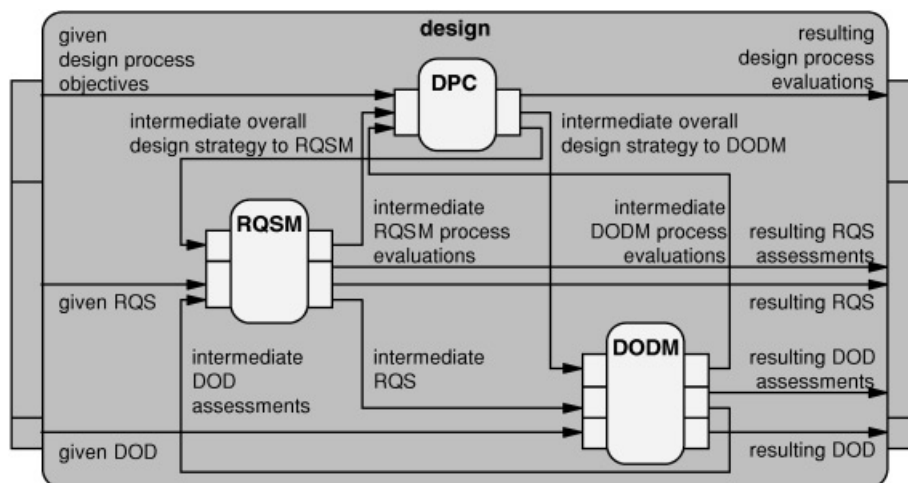 design
given
design process
objectives
resulting
design process
evaluations
DPC
intermediate overall
design strategy to RQSM
intermediate overall
design strategy to DODM
RQSM
intermediate
RQSM process
evaluations
intermediate
DODM process
evaluations
resulting RQS
assessments
given RQS
resulting RQS
intermediate
DOD
assessments
intermediate
RQS
DODM
resulting DOD
assessments
given DOD
resulting DOD